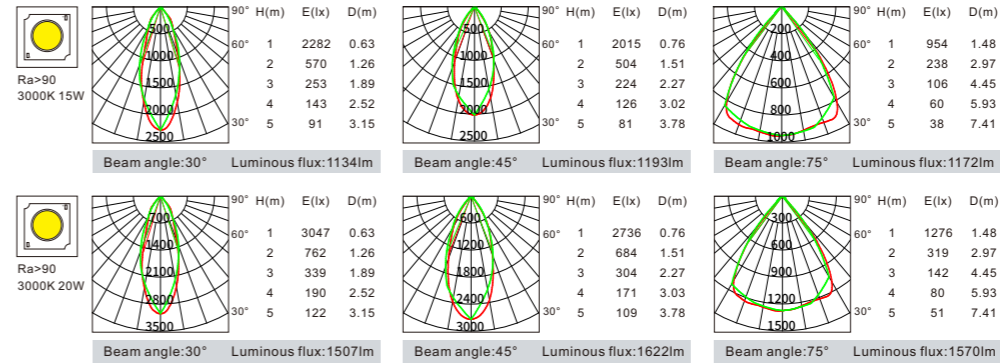 Ra>90
3000K 15W
500
1000
1500
2000
2500
90°
60°
30°
H(m) E(lx) D(m)
1 2282 0.63
2 570 1.26
3 253 1.89
4 143 2.52
5 91 3.15
Beam angle:30° Luminous flux:1134lm
500
1000
1500
2000
2500
90°
60°
30°
H(m) E(lx) D(m)
1 2015 0.76
2 504 1.51
3 224 2.27
4 126 3.02
5 81 3.78
Beam angle:45° Luminous flux:1193lm
200
400
600
800
1000
90°
60°
30°
H(m) E(lx) D(m)
1 954 1.48
2 238 2.97
3 106 4.45
4 60 5.93
5 38 7.41
Beam angle:75° Luminous flux:1172lm
Ra>90
3000K 20W
700
1400
2100
2800
3500
90°
60°
30°
H(m) E(lx) D(m)
1 3047 0.63
2 762 1.26
3 339 1.89
4 190 2.52
5 122 3.15
Beam angle:30° Luminous flux:1507lm
600
1200
1800
2400
3000
90°
60°
30°
H(m) E(lx) D(m)
1 2736 0.76
2 684 1.51
3 304 2.27
4 171 3.03
5 109 3.78
Beam angle:45° Luminous flux:1622lm
300
600
900
1200
1500
90°
60°
30°
H(m) E(lx) D(m)
1 1276 1.48
2 319 2.97
3 142 4.45
4 80 5.93
5 51 7.41
Beam angle:75° Luminous flux:1570lm